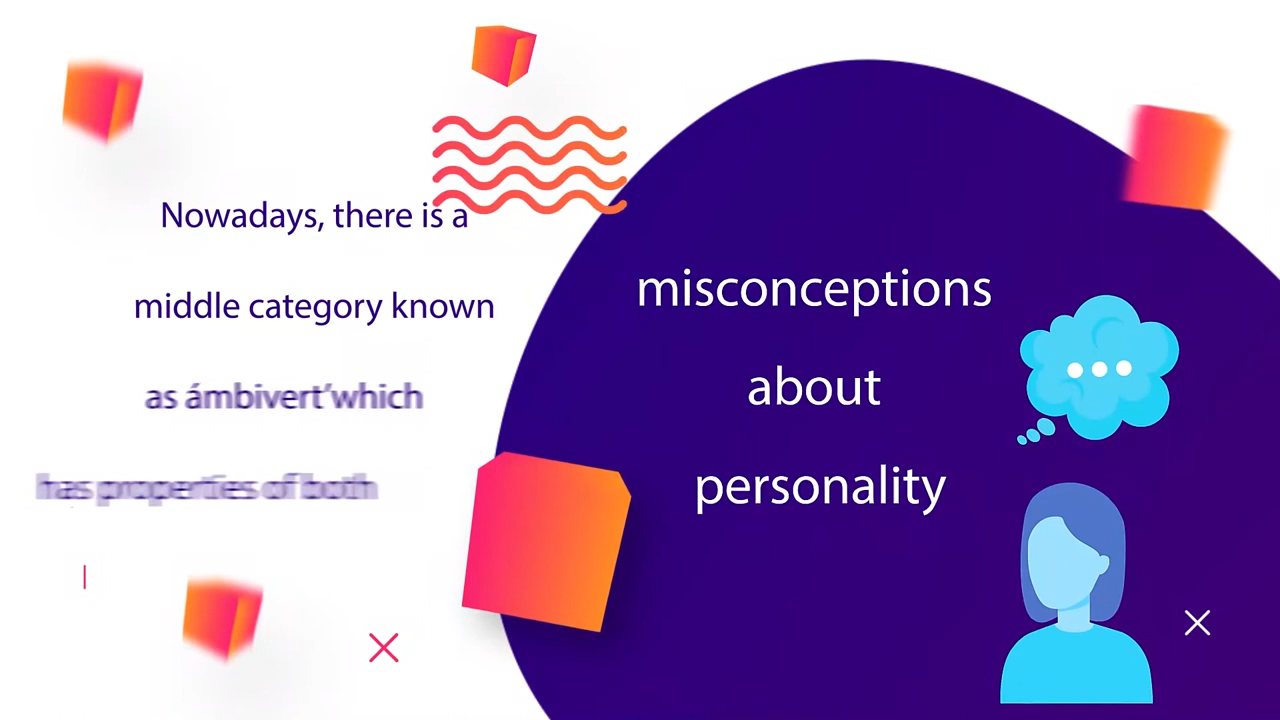 Nowadays, there is a
middle category known
as ámbivert’which
has properties of both
misconceptions
about
personality